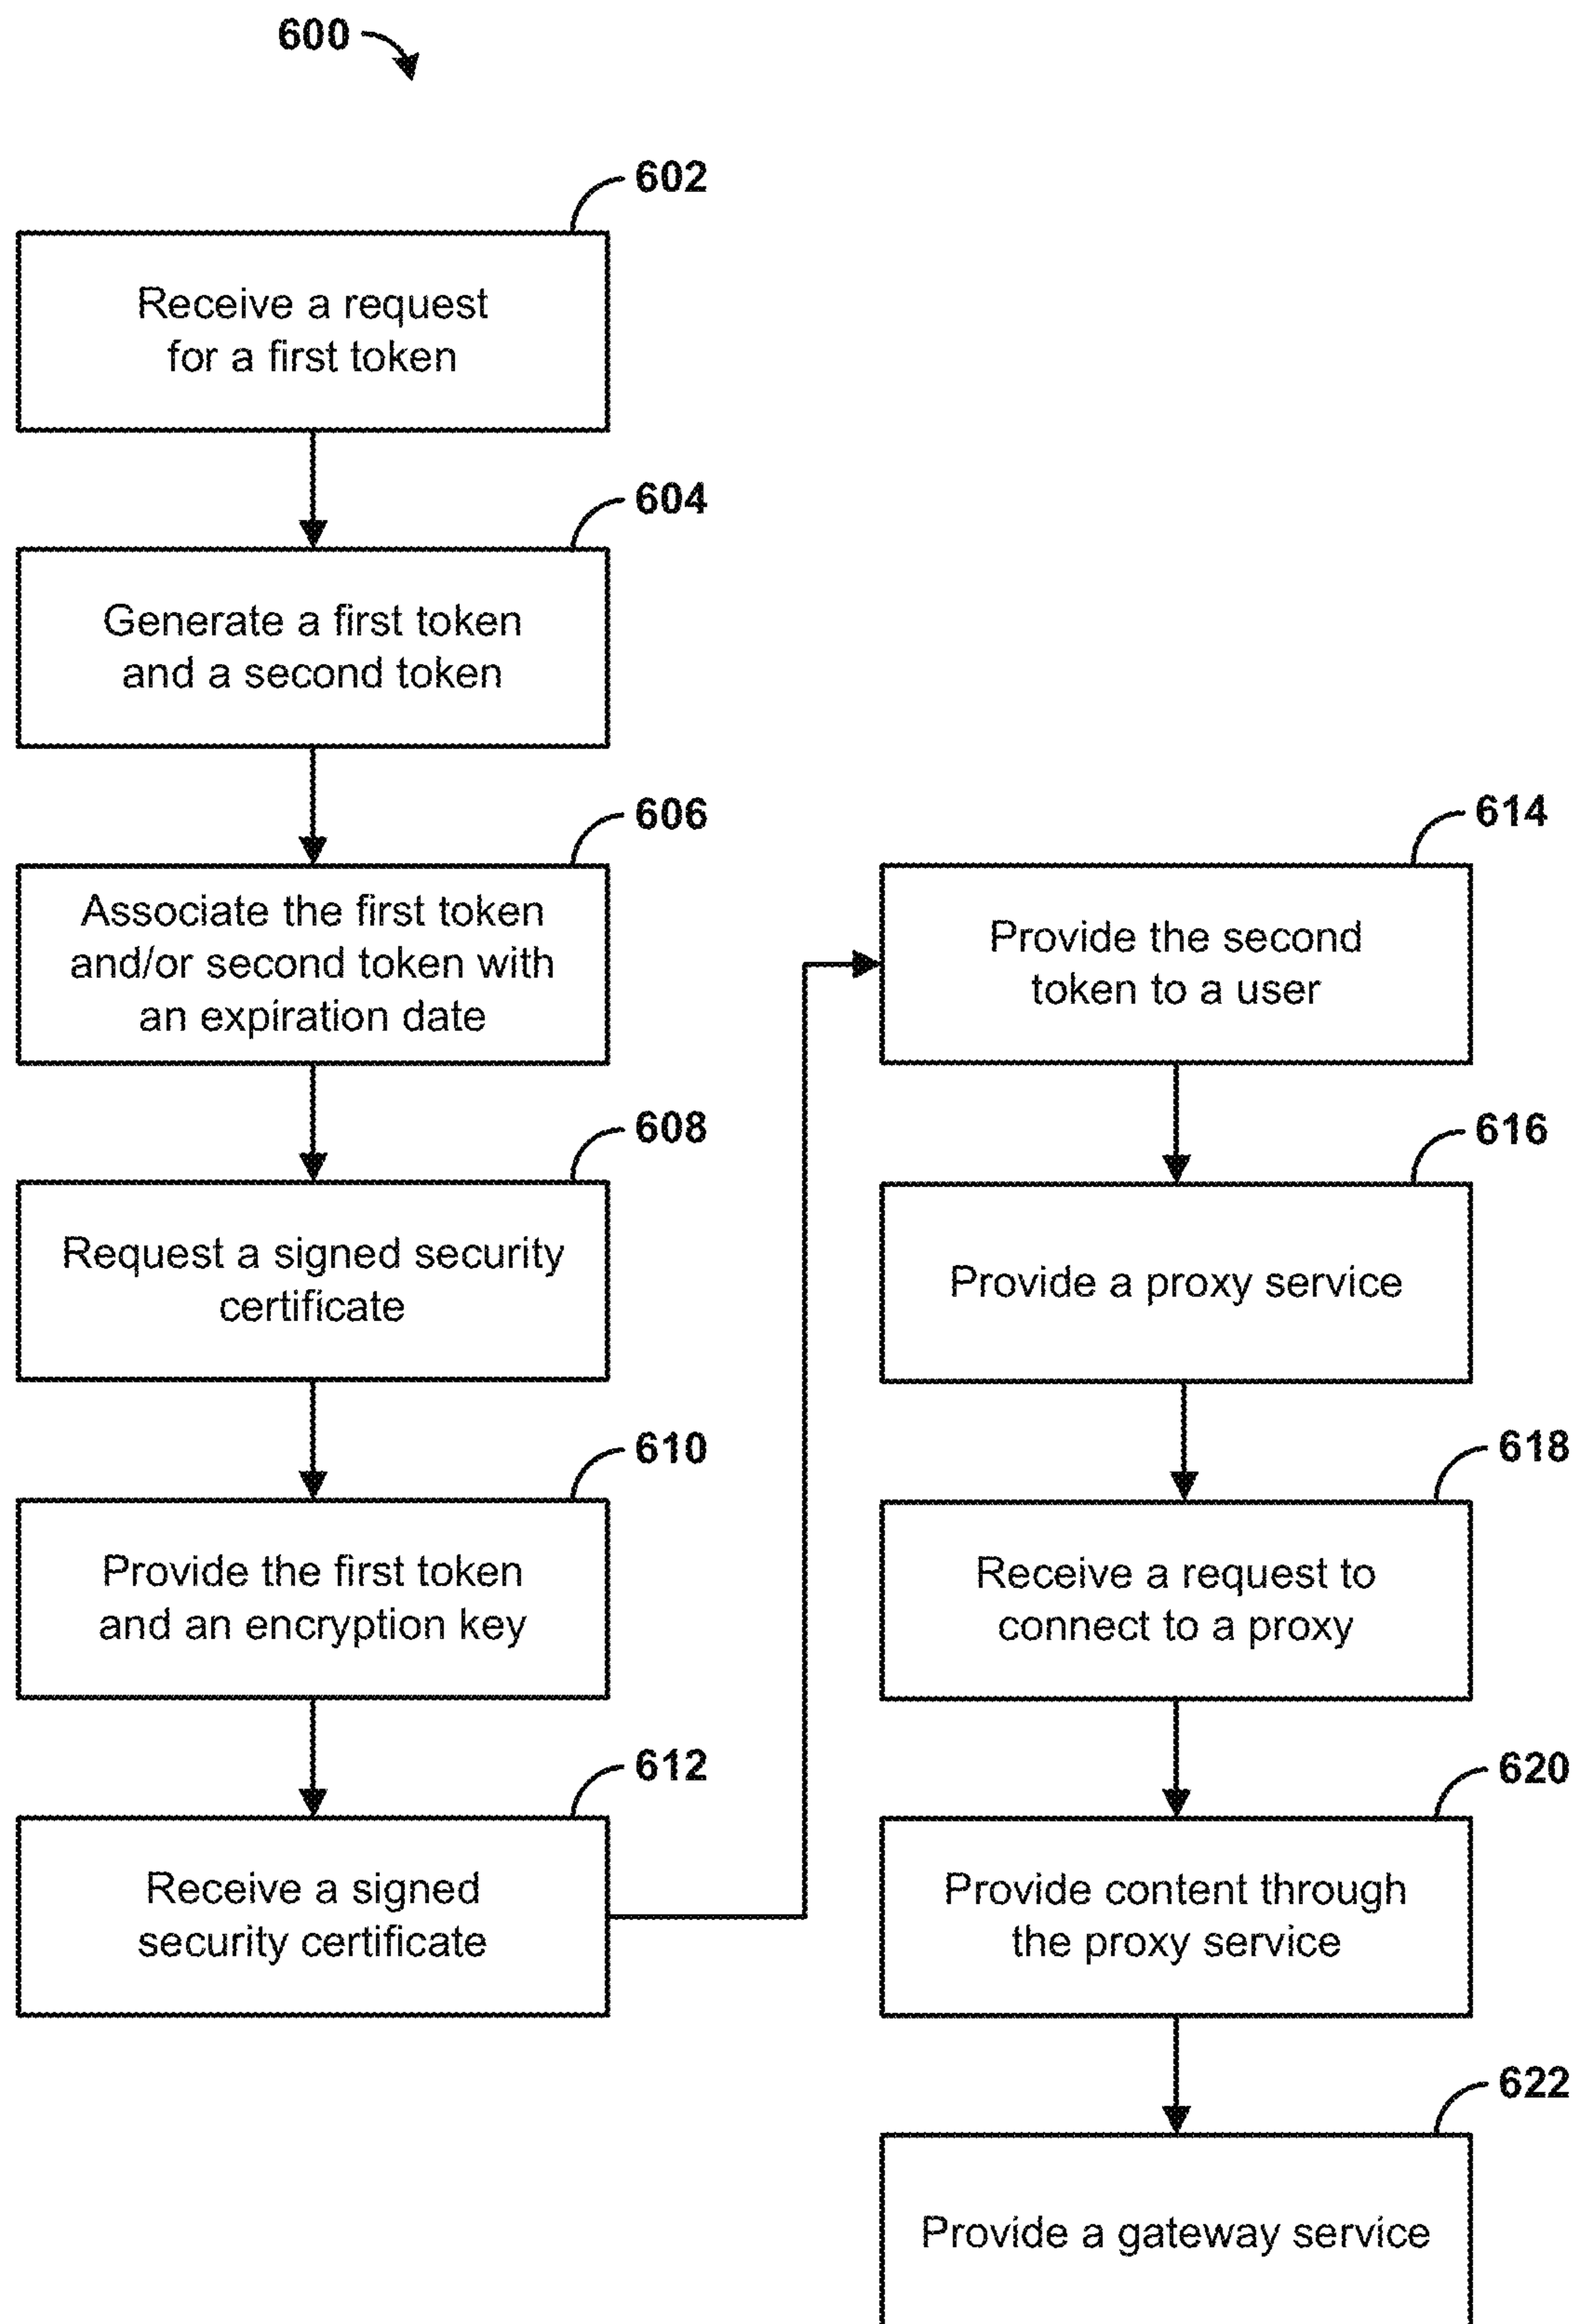 600
602
Receive a request
for a first token
604
Generate a first token
and a second token
606
Associate the first token
and/or second token with
an expiration date
608
Request a signed security
certificate
610
Provide the first token
and an encryption key
612
Receive a signed
security certificate
614
Provide the second
token to a user
616
Provide a proxy service
618
Receive a request to
connect to a proxy
620
Provide content through
the proxy service
622
Provide a gateway service